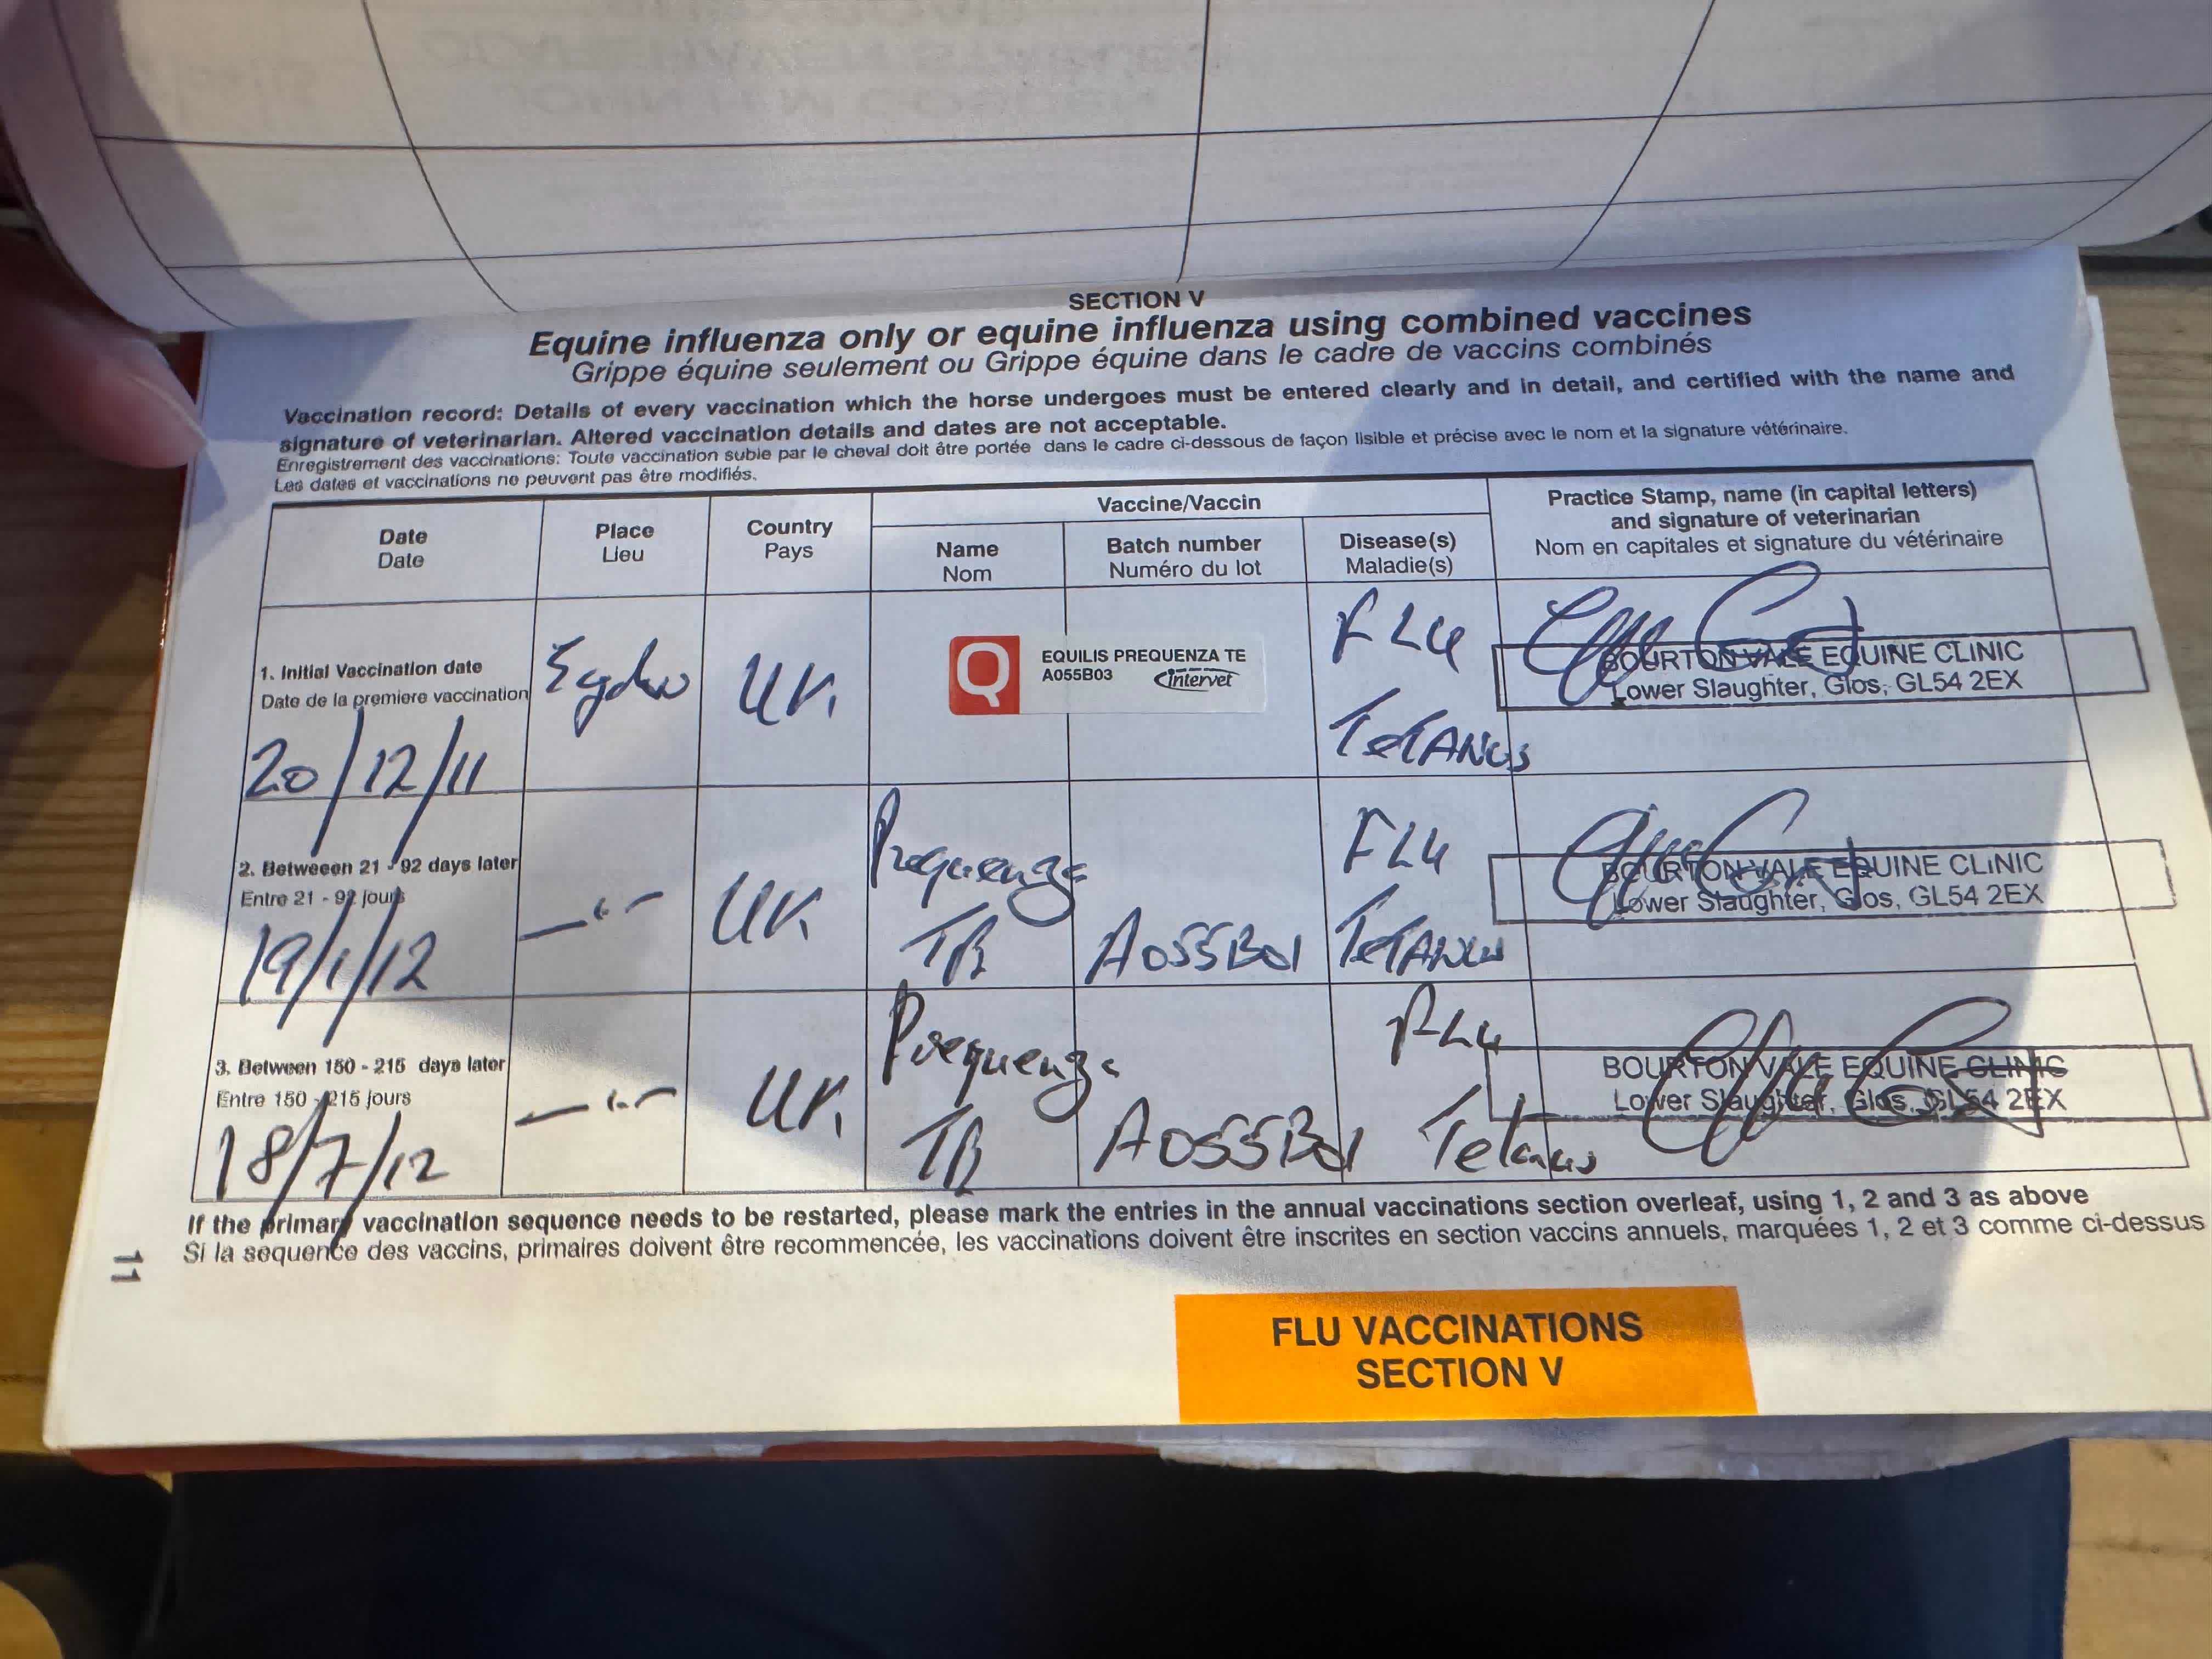 SECTION V
Equine influenza only or equine influenza using combined vaccines
Grippe équine seulement ou Grippe équine dans le cadre de vaccins combinés
Vaccination record: Details of every vaccination which the horse undergoes must be entered clearly and in detail, and certified with the name and
signature of veterinarian. Altered vaccination details and dates are not acceptable.
Enregistrement des vaccinations: Toute vaccination subie par le cheval doit être portée dans le cadre ci-dessous de façon lisible et précise avec le nom et la signature vétérinaire.
Les dates et vaccinations ne peuvent pas être modifiés.
Date
Date
Place
Lieu
Country
Pays
Vaccine/Vaccin
Name
Nom
Batch number
Numéro du lot
Disease(s)
Maladie(s)
Practice Stamp, name (in capital letters)
and signature of veterinarian
Nom en capitales et signature du vétérinaire
1. Initial Vaccination date
Date de la premiere vaccination
20/12/11
UK
EQUILIS PREQUENZA TE
A055B03
Intervet
FLU
TETANUS
BOURTON VALE EQUINE CLINIC
Lower Slaughter, Glos, GL54 2EX
2. Betweeen 21 - 92 days later
Entre 21 - 92 jours
19/1/12
UK
Prequenza
A055B01
FLU
TETANUS
BOURTON VALE EQUINE CLINIC
Lower Slaughter, Glos, GL54 2EX
3. Between 150 - 215 days later
Entre 150 - 215 jours
18/7/12
UK
Prequenza
A055B01
FLU
Tetanus
BOURTON VALE EQUINE CLINIC
Lower Slaughter, Glos, GL54 2EX
If the primary vaccination sequence needs to be restarted, please mark the entries in the annual vaccinations section overleaf, using 1, 2 and 3 as above
Si la sequence des vaccins, primaires doivent être recommencée, les vaccinations doivent être inscrites en section vaccins annuels, marquées 1, 2 et 3 comme ci-dessus
11
FLU VACCINATIONS
SECTION V